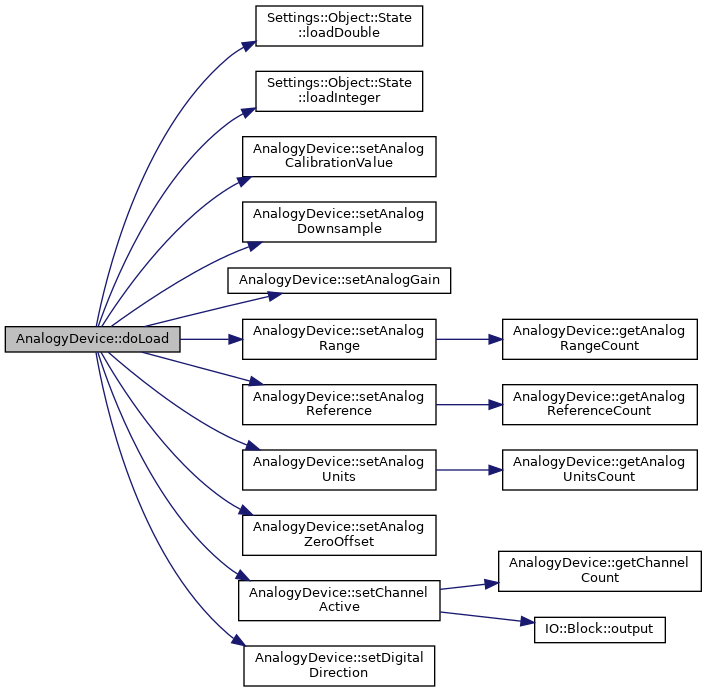 AnalogyDevice::doLoad
Settings::Object::State
::loadDouble
Settings::Object::State
::loadInteger
AnalogyDevice::setAnalog
CalibrationValue
AnalogyDevice::setAnalog
Downsample
AnalogyDevice::setAnalogGain
AnalogyDevice::setAnalog
Range
AnalogyDevice::getAnalog
RangeCount
AnalogyDevice::setAnalog
Reference
AnalogyDevice::getAnalog
ReferenceCount
AnalogyDevice::setAnalog
Units
AnalogyDevice::getAnalog
UnitsCount
AnalogyDevice::setAnalog
ZeroOffset
AnalogyDevice::setChannel
Active
AnalogyDevice::getChannel
Count
IO::Block::output
AnalogyDevice::setDigital
Direction